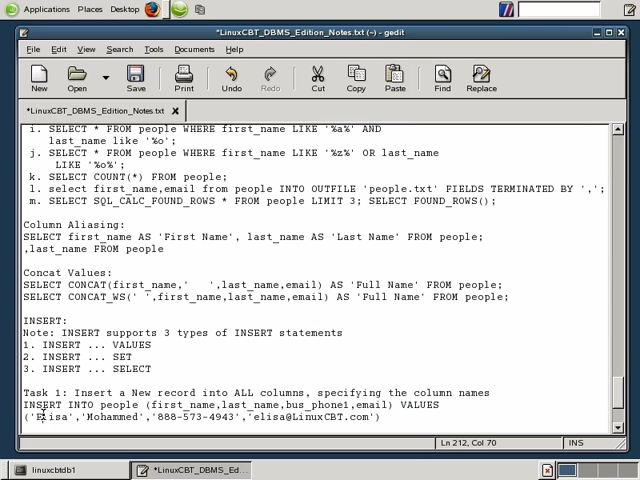 Applications Places Desktop
*LinuxCBT_DBMS_Edition_Notes.txt (~) - gedit
File Edit View Search Tools Documents Help
New Open Save Print Undo Redo Cut Copy Paste Find Replace
*LinuxCBT_DBMS_Edition_Notes.txt
i. SELECT * FROM people WHERE first_name LIKE '%a%' AND
last_name like '%o';
j. SELECT * FROM people WHERE first_name LIKE '%z%' OR last_name
LIKE '%o%';
k. SELECT COUNT(*) FROM people;
l. select first_name,email from people INTO OUTFILE 'people.txt' FIELDS TERMINATED BY ',';
m. SELECT SQL_CALC_FOUND_ROWS * FROM people LIMIT 3; SELECT FOUND_ROWS();
Column Aliasing:
SELECT first_name AS 'First Name', last_name AS 'Last Name' FROM people;
,last_name FROM people
Concat Values:
SELECT CONCAT(first_name,'   ',last_name,email) AS 'Full Name' FROM people;
SELECT CONCAT_WS(' ',first_name,last_name,email) AS 'Full Name' FROM people;
INSERT:
Note: INSERT supports 3 types of INSERT statements
1. INSERT ... VALUES
2. INSERT ... SET
3. INSERT ... SELECT
Task 1: Insert a New record into ALL columns, specifying the column names
INSERT INTO people (first_name,last_name,bus_phone1,email) VALUES
('Elisa','Mohammed','888-573-4943','elisa@LinuxCBT.com')
Ln 212, Col 70 INS
linuxcbtdb1 *LinuxCBT_DBMS_Ed...